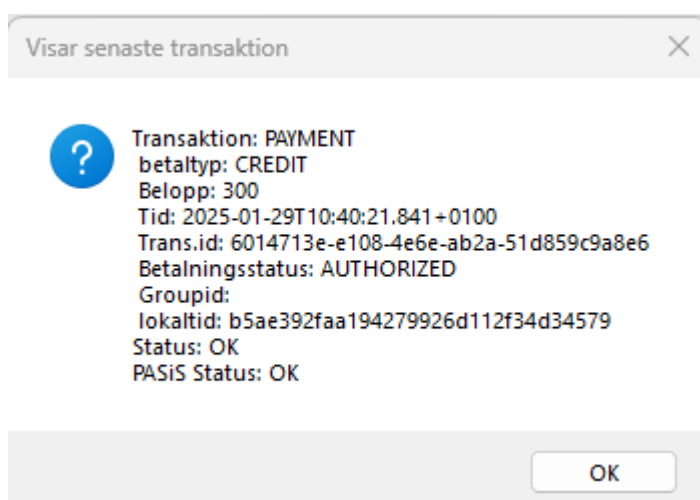 Visar senaste transaktion
Transaktion: PAYMENT
betaltyp: CREDIT
Belopp: 300
Tid: 2025-01-29T10:40:21.841+0100
Trans.id: 6014713e-e108-4e6e-ab2a-51d859c9a8e6
Betalningsstatus: AUTHORIZED
Groupid:
lokaltid: b5ae392faa194279926d112f34d34579
Status: OK
PASiS Status: OK
OK